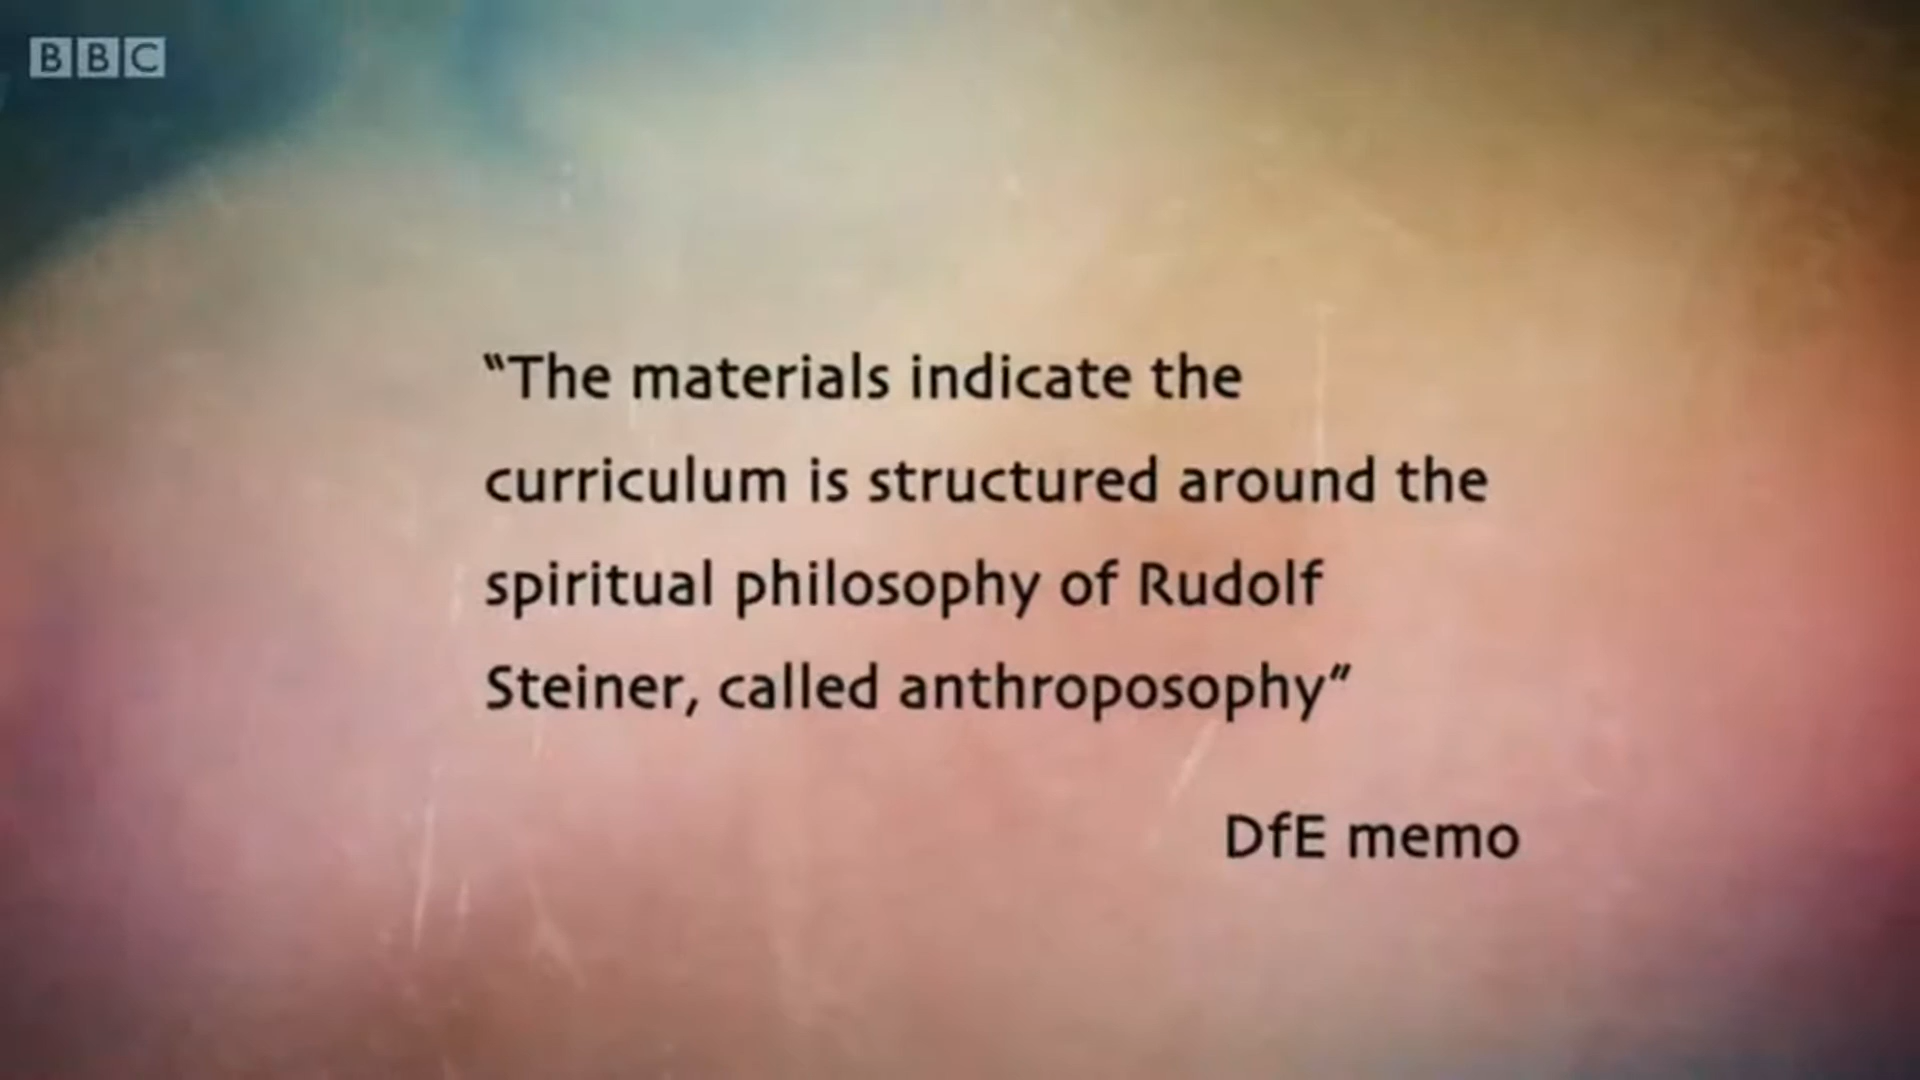 BBC
“The materials indicate the
curriculum is structured around the
spiritual philosophy of Rudolf
Steiner, called anthroposophy”
DfE memo